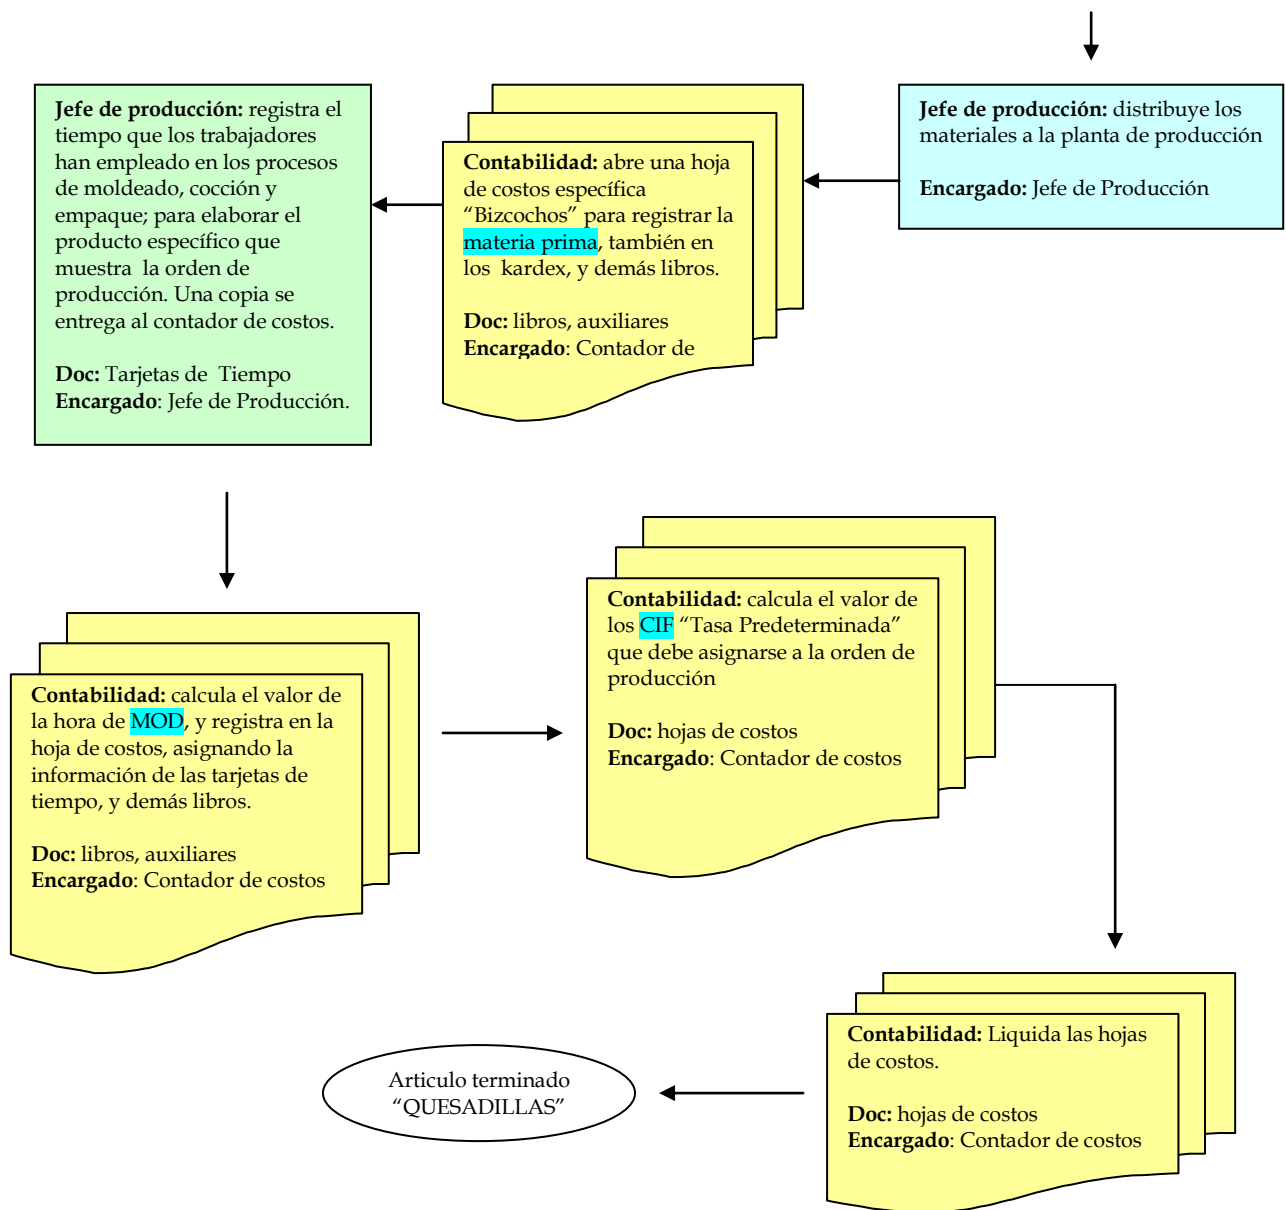 Jefe de producción: registra el
tiempo que los trabajadores
han empleado en los procesos
de moldeado, cocción y
empaque; para elaborar el
producto específico que
muestra  la orden de
producción. Una copia se
entrega al contador de costos.
Doc: Tarjetas de  Tiempo
Encargado: Jefe de Producción.
Contabilidad: abre una hoja
de costos específica
“Bizcochos” para registrar la
materia prima, también en
los  kardex, y demás libros.
Doc: libros, auxiliares
Encargado: Contador de
Jefe de producción: distribuye los
materiales a la planta de producción
Encargado: Jefe de Producción
Contabilidad: calcula el valor de
la hora de MOD, y registra en la
hoja de costos, asignando la
información de las tarjetas de
tiempo, y demás libros.
Doc: libros, auxiliares
Encargado: Contador de costos
Contabilidad: calcula el valor de
los CIF “Tasa Predeterminada”
que debe asignarse a la orden de
producción
Doc: hojas de costos
Encargado: Contador de costos
Contabilidad: Liquida las hojas
de costos.
Doc: hojas de costos
Encargado: Contador de costos
Articulo terminado
“QUESADILLAS”